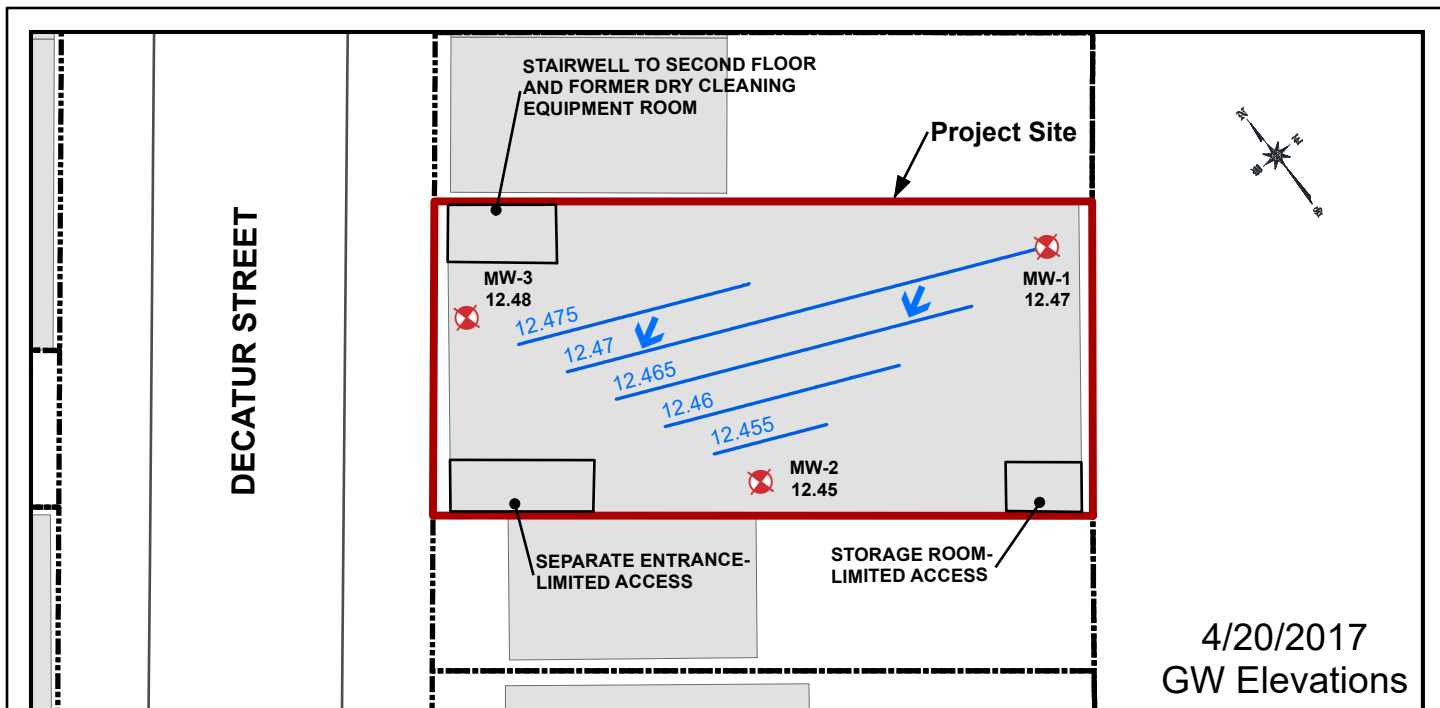 STAIRWELL TO SECOND FLOOR
AND FORMER DRY CLEANING
EQUIPMENT ROOM
Project Site
N
E
W
S
DECATUR STREET
MW-3
12.48
MW-1
12.47
12.475
12.47
12.465
12.46
12.455
MW-2
12.45
SEPARATE ENTRANCE-
LIMITED ACCESS
STORAGE ROOM-
LIMITED ACCESS
4/20/2017
GW Elevations